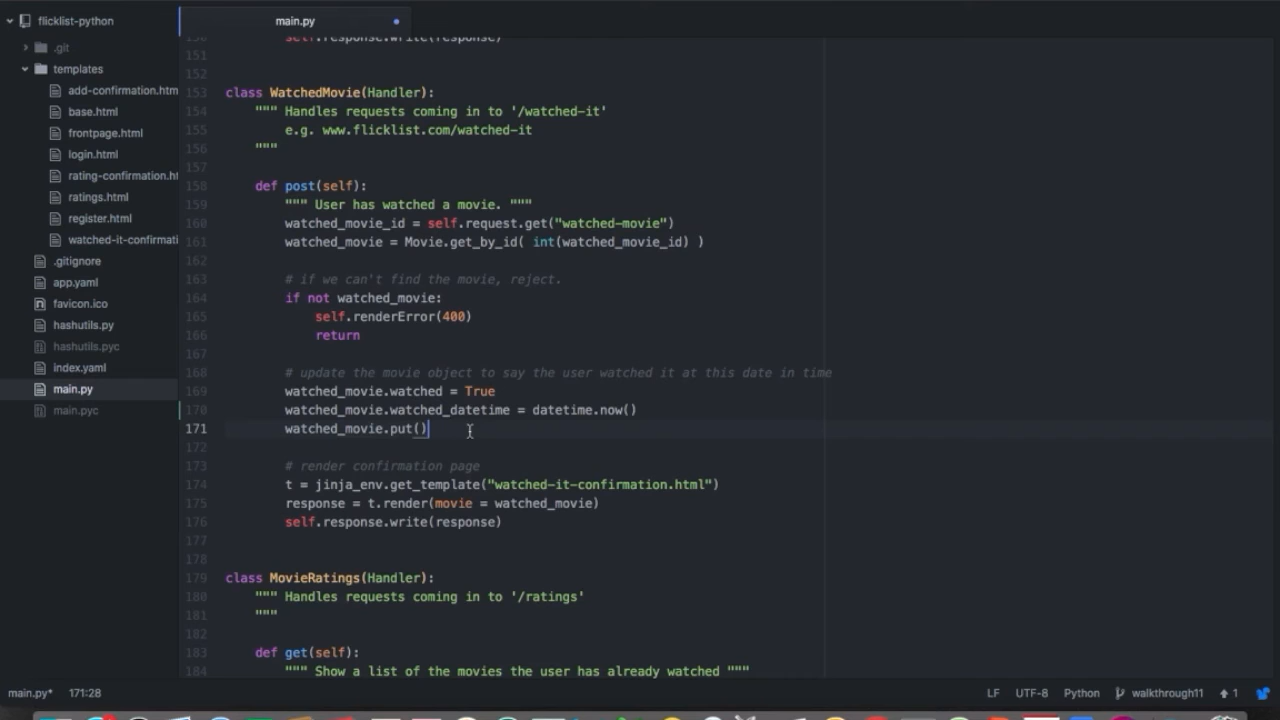 flicklist-python
main.py
.git
templates
add-confirmation.htm
base.html
frontpage.html
login.html
rating-confirmation.ht
ratings.html
register.html
watched-it-confirmati
.gitignore
app.yaml
favicon.ico
hashutils.py
hashutils.pyc
index.yaml
main.py
main.pyc
150 self.response.write(response)
151
152
153 class WatchedMovie(Handler):
154 """ Handles requests coming in to '/watched-it'
155 e.g. www.flicklist.com/watched-it
156 """
157
158 def post(self):
159 """ User has watched a movie. """
160 watched_movie_id = self.request.get("watched-movie")
161 watched_movie = Movie.get_by_id( int(watched_movie_id) )
162
163 # if we can't find the movie, reject.
164 if not watched_movie:
165 self.renderError(400)
166 return
167
168 # update the movie object to say the user watched it at this date in time
169 watched_movie.watched = True
170 watched_movie.watched_datetime = datetime.now()
171 watched_movie.put()
172
173 # render confirmation page
174 t = jinja_env.get_template("watched-it-confirmation.html")
175 response = t.render(movie = watched_movie)
176 self.response.write(response)
177
178
179 class MovieRatings(Handler):
180 """ Handles requests coming in to '/ratings'
181 """
182
183 def get(self):
184 """ Show a list of the movies the user has already watched """
main.py* 171:28 LF UTF-8 Python walkthrough11 1